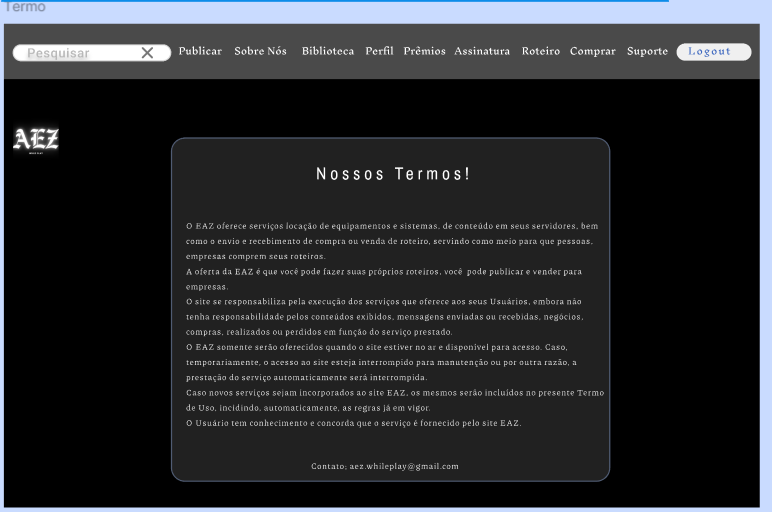 Termo
Pesquisar Publicar Sobre Nós Biblioteca Perfil Prêmios Assinatura Roteiro Comprar Suporte Logout
AEZ
Nossos Termos!
O EAZ oferece serviços locação de equipamentos e sistemas, de conteúdo em seus servidores, bem
como o envio e recebimento de compra ou venda de roteiro, servindo como meio para que pessoas,
empresas comprem seus roteiros.
A oferta da EAZ é que você pode fazer suas próprios roteiros, você pode publicar e vender para
empresas.
O site se responsabiliza pela execução dos serviços que oferece aos seus Usuários, embora não
tenha responsabilidade pelos conteúdos exibidos, mensagens enviadas ou recebidas, negócios,
compras, realizados ou perdidos em função do serviço prestado.
O EAZ somente serão oferecidos quando o site estiver no ar e disponível para acesso. Caso,
temporariamente, o acesso ao site esteja interrompido para manutenção ou por outra razão, a
prestação do serviço automaticamente será interrompida.
Caso novos serviços sejam incorporados ao site EAZ, os mesmos serão incluídos no presente Termo
de Uso, incidindo, automaticamente, as regras já em vigor.
O Usuário tem conhecimento e concorda que o serviço é fornecido pelo site EAZ.
Contato; aez.whileplay@gmail.com